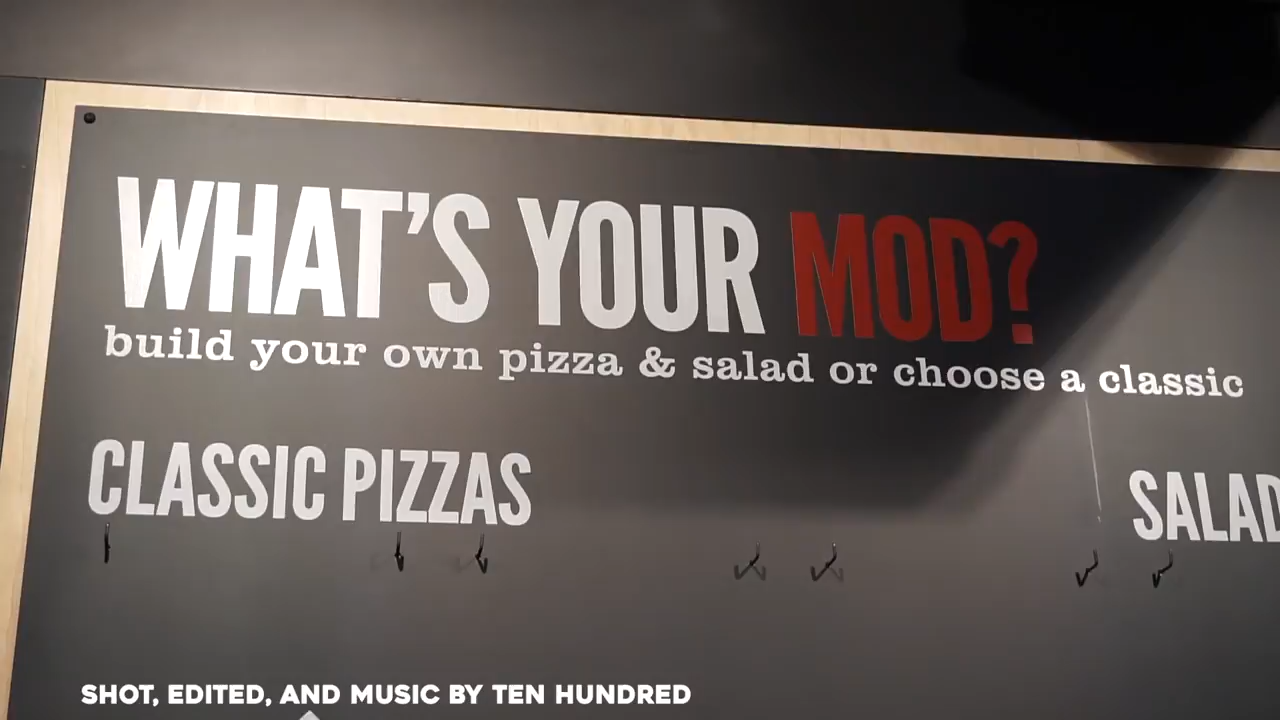 WHAT'S YOUR MOD?
build your own pizza & salad or choose a classic
CLASSIC PIZZAS
SALAD
SHOT, EDITED, AND MUSIC BY TEN HUNDRED